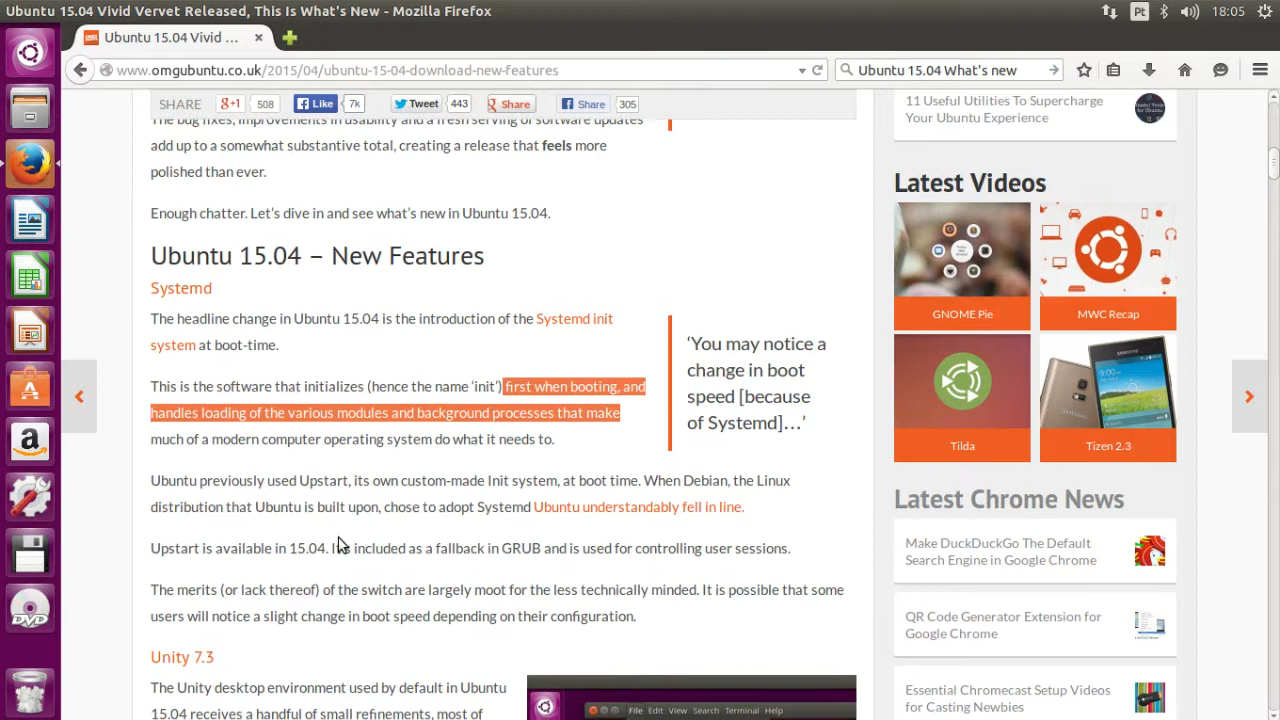 Ubuntu 15.04 Vivid Vervet Released, This Is What's New - Mozilla Firefox
Pt
18:05
Ubuntu 15.04 Vivid ...
www.omgubuntu.co.uk/2015/04/ubuntu-15-04-download-new-features
Ubuntu 15.04 What's new
SHARE
+1
508
Like
7k
Tweet
443
Share
Share
305
The bug fixes, improvements in usability and a fresh serving of software updates
add up to a somewhat substantive total, creating a release that feels more
polished than ever.
Enough chatter. Let's dive in and see what's new in Ubuntu 15.04.
Ubuntu 15.04 – New Features
Systemd
The headline change in Ubuntu 15.04 is the introduction of the Systemd init
system at boot-time.
This is the software that initializes (hence the name 'init') first when booting, and
handles loading of the various modules and background processes that make
much of a modern computer operating system do what it needs to.
‘You may notice a
change in boot
speed [because
of Systemd]…’
Ubuntu previously used Upstart, its own custom-made Init system, at boot time. When Debian, the Linux
distribution that Ubuntu is built upon, chose to adopt Systemd Ubuntu understandably fell in line.
Upstart is available in 15.04. It's included as a fallback in GRUB and is used for controlling user sessions.
The merits (or lack thereof) of the switch are largely moot for the less technically minded. It is possible that some
users will notice a slight change in boot speed depending on their configuration.
Unity 7.3
The Unity desktop environment used by default in Ubuntu
15.04 receives a handful of small refinements, most of
File Edit View Search Terminal Help
11 Useful Utilities To Supercharge
Your Ubuntu Experience
Latest Videos
GNOME Pie
MWC Recap
Tilda
Tizen 2.3
Latest Chrome News
Make DuckDuckGo The Default
Search Engine in Google Chrome
QR Code Generator Extension for
Google Chrome
Essential Chromecast Setup Videos
for Casting Newbies
DVD